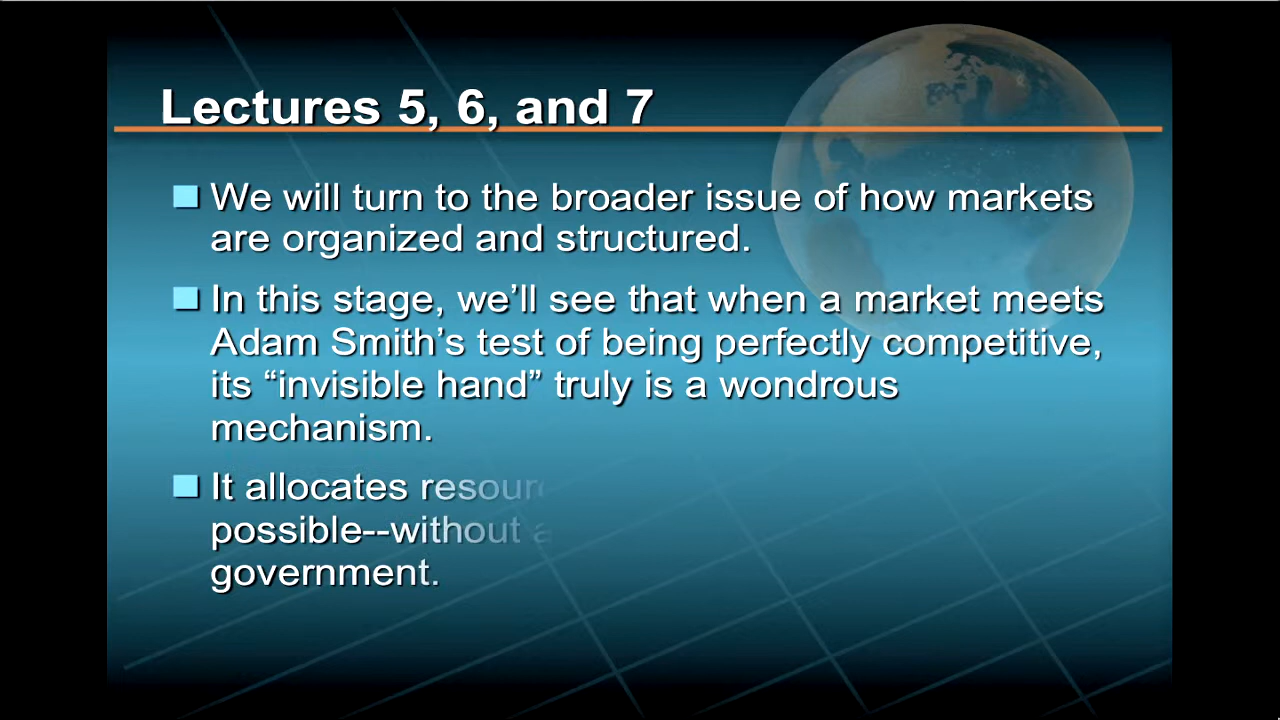 Lectures 5, 6, and 7
We will turn to the broader issue of how markets
are organized and structured.
In this stage, we’ll see that when a market meets
Adam Smith’s test of being perfectly competitive,
its “invisible hand” truly is a wondrous
mechanism.
It allocates
possible--without
government.